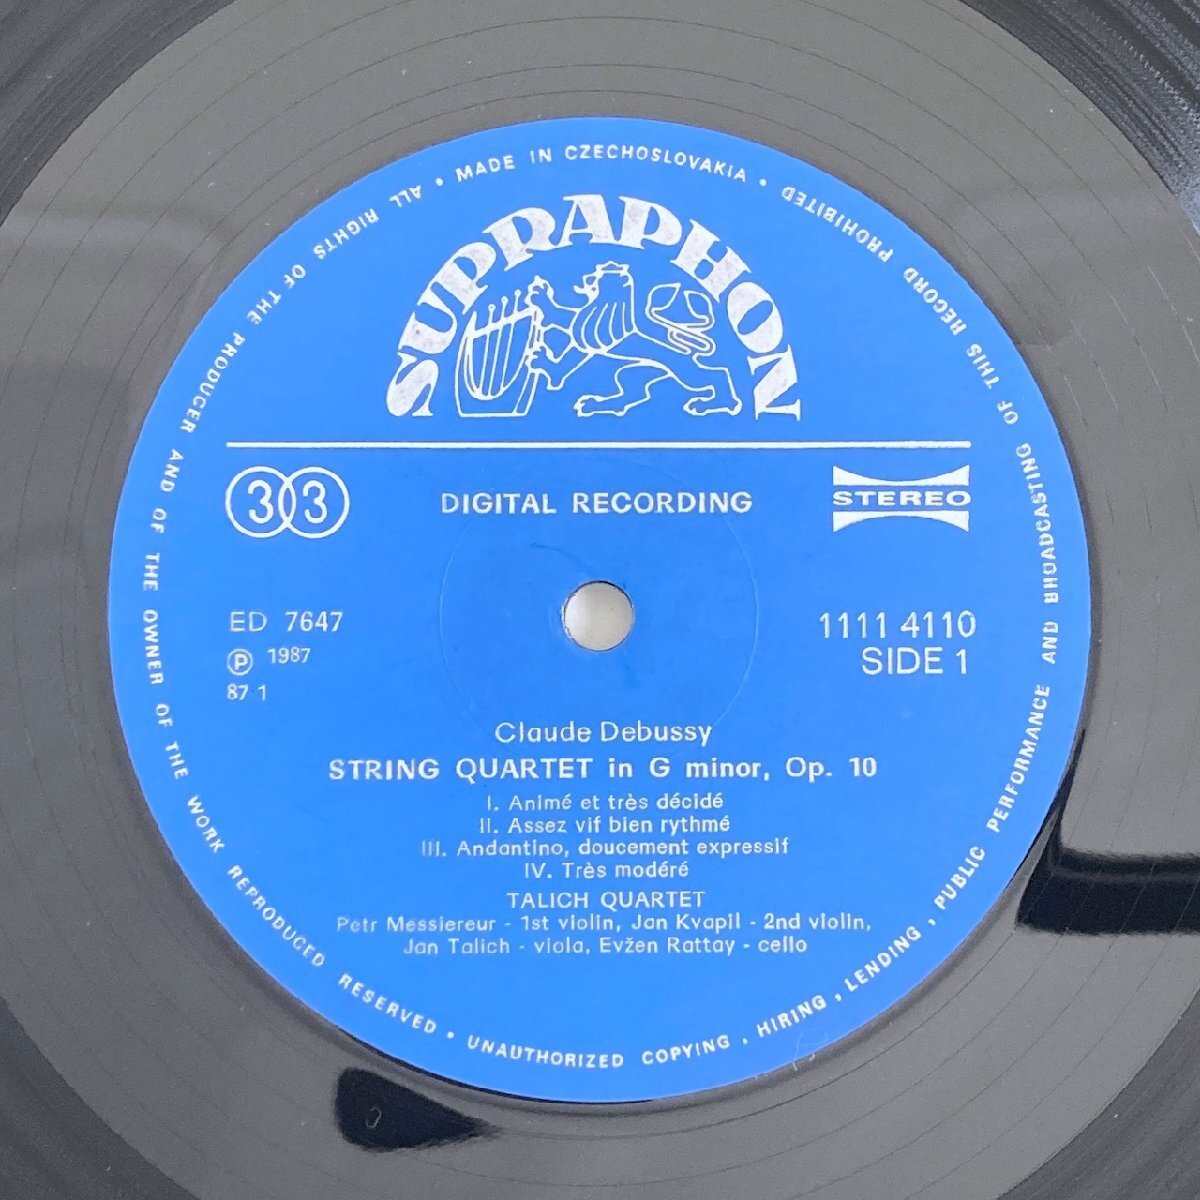 MADE IN CZECHOSLOVAKIA • ALL RIGHTS OF THE PRODUCER AND OF THE OWNER OF THE WORK REPRODUCED RESERVED • UNAUTHORIZED COPYING, HIRING, LENDING, PUBLIC PERFORMANCE AND BROADCASTING OF THIS RECORD PROHIBITED •
SUPRAPHON
33
DIGITAL RECORDING
STEREO
ED 7647
Ⓟ 1987
87 1
1111 4110
SIDE 1
Claude Debussy
STRING QUARTET in G minor, Op. 10
I. Animé et très décidé
II. Assez vif bien rythmé
III. Andantino, doucement expressif
IV. Très modéré
TALICH QUARTET
Petr Messiereur - 1st violin, Jan Kvapil - 2nd violin,
Jan Talich - viola, Evžen Rattay - cello